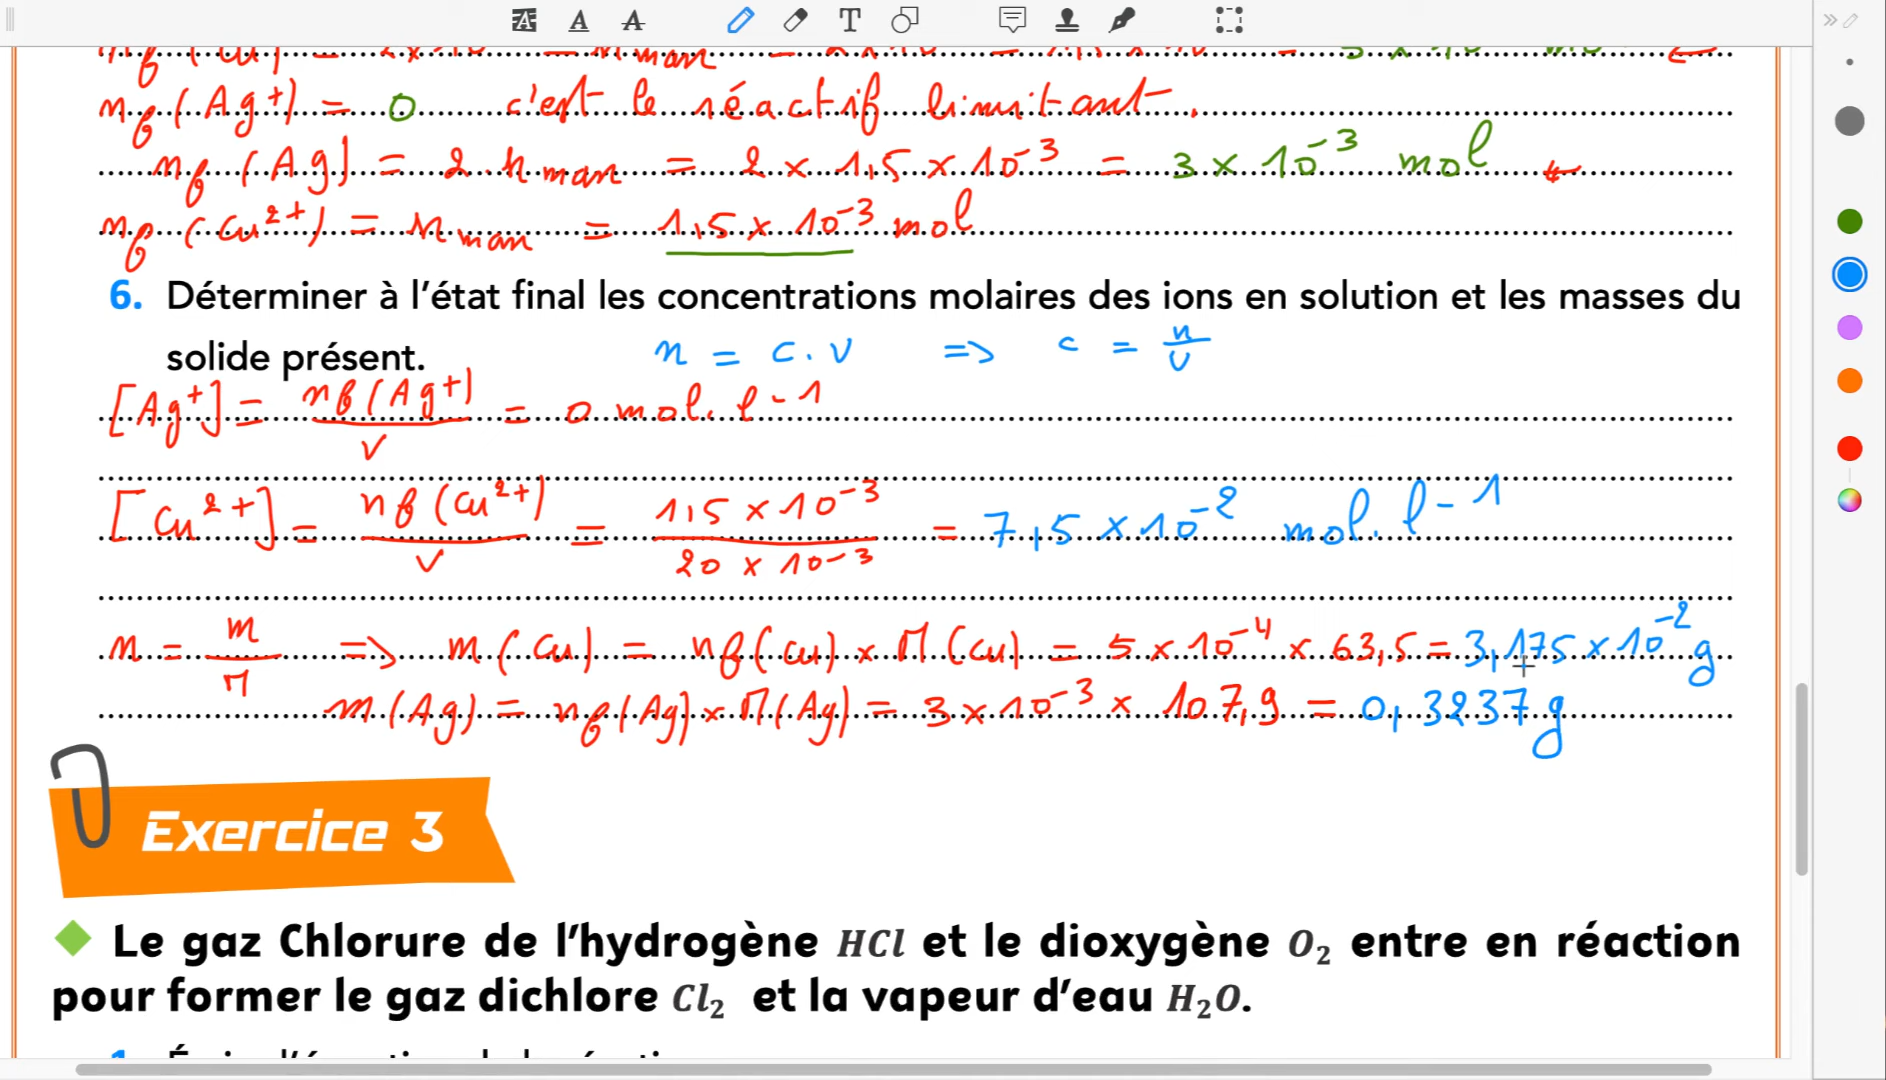 nf(Ag+) = 0 c'est le réactif limitant.
nf(Ag) = 2.xmax = 2 × 1,5 × 10⁻³ = 3 × 10⁻³ mol ←
nf(Cu²⁺) = xmax = 1,5 × 10⁻³ mol
6. Déterminer à l'état final les concentrations molaires des ions en solution et les masses du
solide présent. n = c.v => c = n/v
[Ag+] = nf(Ag+)/v = 0 mol.l-1
[Cu²⁺] = nf(Cu²⁺)/v = 1,5 × 10⁻³/20 × 10⁻³ = 7,5 × 10⁻² mol.l-1
n = m/M => m(Cu) = nf(Cu) × M(Cu) = 5 × 10⁻⁴ × 63,5 = 3,175 × 10⁻² g
m(Ag) = nf(Ag) × M(Ag) = 3 × 10⁻³ × 107,9 = 0,3237 g
Exercice 3
Le gaz Chlorure de l'hydrogène HCl et le dioxygène O₂ entre en réaction
pour former le gaz dichlore Cl₂ et la vapeur d'eau H₂O.